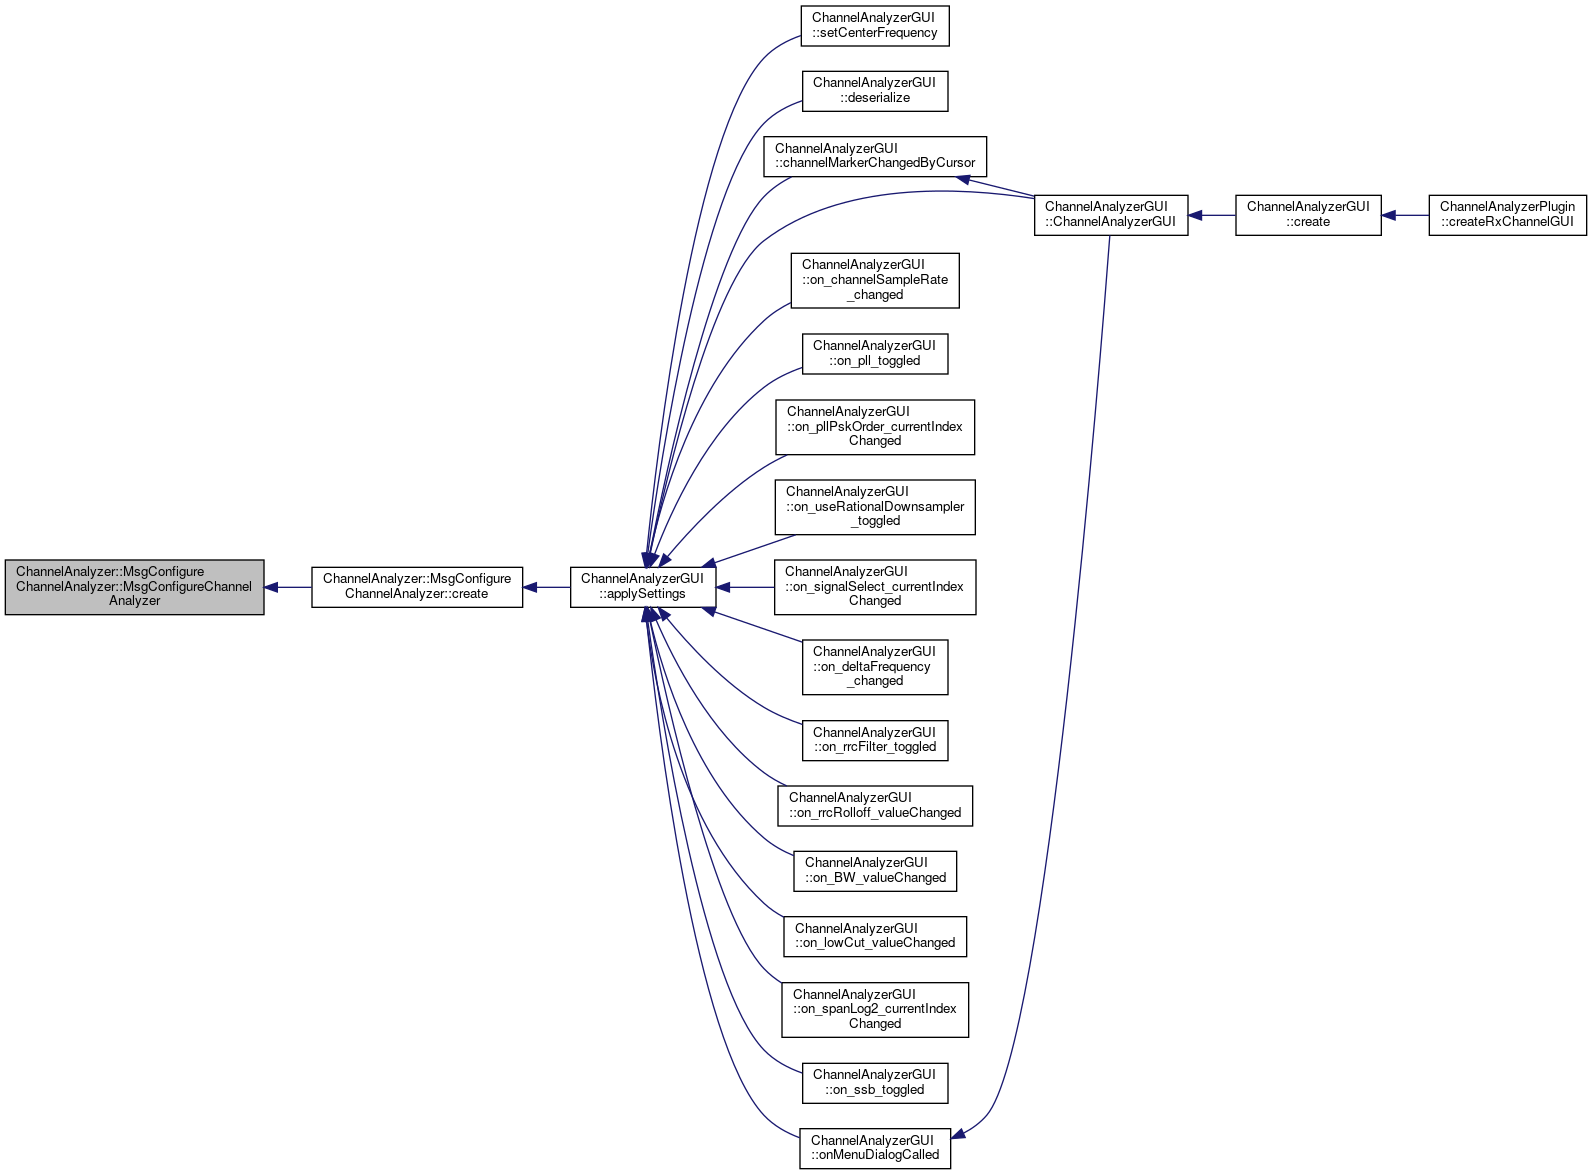 ChannelAnalyzerGUI
::setCenterFrequency
ChannelAnalyzerGUI
::deserialize
ChannelAnalyzerGUI
::channelMarkerChangedByCursor
ChannelAnalyzerGUI
::ChannelAnalyzerGUI
ChannelAnalyzerGUI
::create
ChannelAnalyzerPlugin
::createRxChannelGUI
ChannelAnalyzerGUI
::on_channelSampleRate
_changed
ChannelAnalyzerGUI
::on_pll_toggled
ChannelAnalyzerGUI
::on_pllPskOrder_currentIndex
Changed
ChannelAnalyzerGUI
::on_useRationalDownsampler
_toggled
ChannelAnalyzer::MsgConfigure
ChannelAnalyzer::MsgConfigureChannel
Analyzer
ChannelAnalyzer::MsgConfigure
ChannelAnalyzer::create
ChannelAnalyzerGUI
::applySettings
ChannelAnalyzerGUI
::on_signalSelect_currentIndex
Changed
ChannelAnalyzerGUI
::on_deltaFrequency
_changed
ChannelAnalyzerGUI
::on_rrcFilter_toggled
ChannelAnalyzerGUI
::on_rrcRolloff_valueChanged
ChannelAnalyzerGUI
::on_BW_valueChanged
ChannelAnalyzerGUI
::on_lowCut_valueChanged
ChannelAnalyzerGUI
::on_spanLog2_currentIndex
Changed
ChannelAnalyzerGUI
::on_ssb_toggled
ChannelAnalyzerGUI
::onMenuDialogCalled